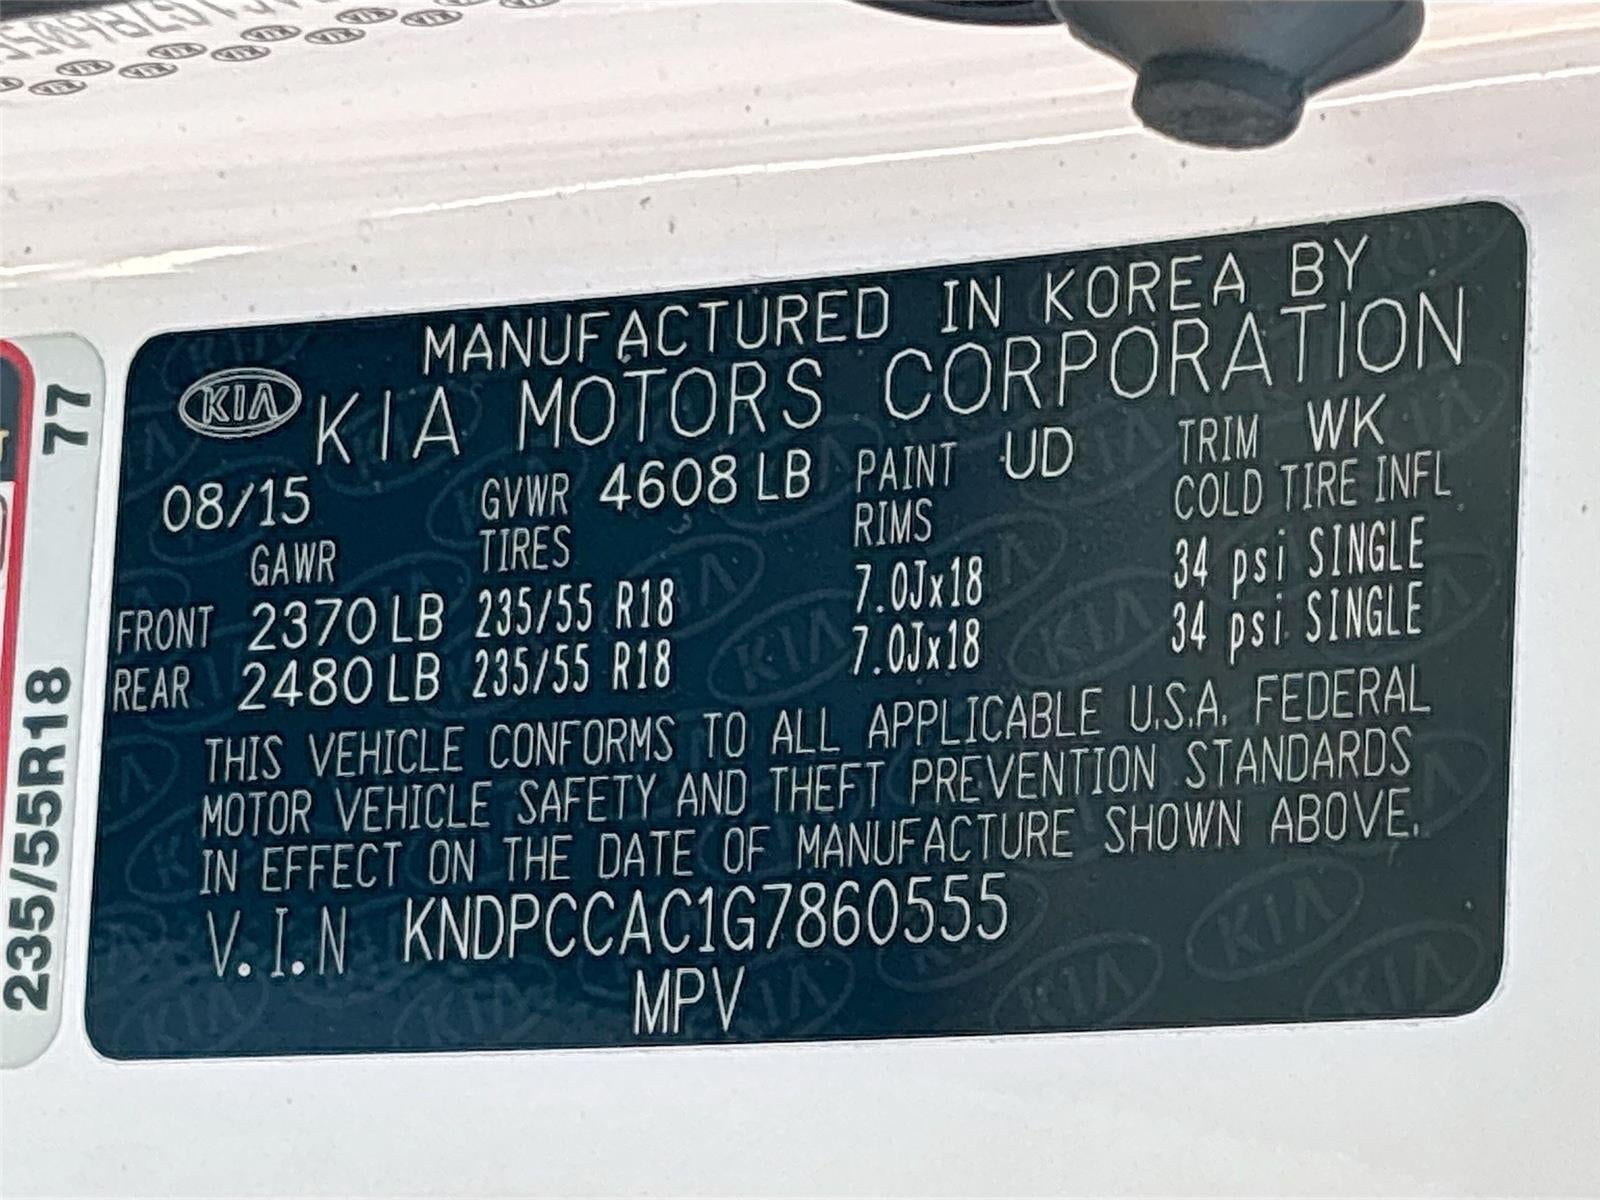 MANUFACTURED IN KOREA BY
KIA KIA MOTORS CORPORATION
08/15 GVWR 4608 LB PAINT UD TRIM WK
GAWR TIRES RIMS COLD TIRE INFL
FRONT 2370 LB 235/55 R18 7.0Jx18 34 psi SINGLE
REAR 2480 LB 235/55 R18 7.0Jx18 34 psi SINGLE
THIS VEHICLE CONFORMS TO ALL APPLICABLE U.S.A. FEDERAL
MOTOR VEHICLE SAFETY AND THEFT PREVENTION STANDARDS
IN EFFECT ON THE DATE OF MANUFACTURE SHOWN ABOVE.
V.I.N KNDPCCAC1G7860555
MPV
235/55R18 77